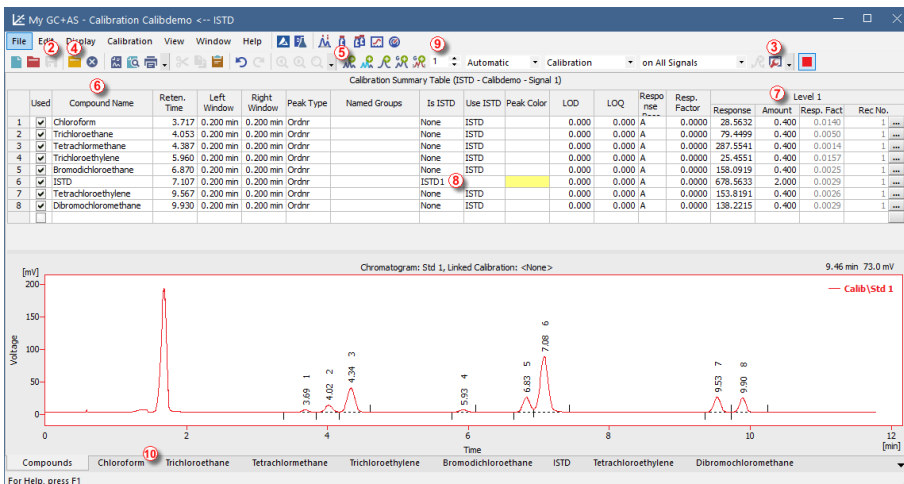 My GC+AS - Calibration Calibdemo <-- ISTD
File Edit Display Calibration View Window Help
② ④ ⑤ ⑨ ③
1 Automatic Calibration on All Signals
Calibration Summary Table (ISTD - Calibdemo - Signal 1)
⑥ ⑦
Used Compound Name Reten. Time Left Window Right Window Peak Type Named Groups Is ISTD Use ISTD Peak Color LOD LOQ Respo nse Resp. Factor Level 1
Response Amount Resp. Fact Rec No.
1 Chloroform 3.717 0.200 min 0.200 min Ordnr None ISTD 0.000 0.000 A 0.0000 28.5632 0.400 0.0140 1 ...
2 Trichloroethane 4.053 0.200 min 0.200 min Ordnr None ISTD 0.000 0.000 A 0.0000 79.4499 0.400 0.0050 1 ...
3 Tetrachlormethane 4.387 0.200 min 0.200 min Ordnr None ISTD 0.000 0.000 A 0.0000 287.5541 0.400 0.0014 1 ...
4 Trichloroethylene 5.960 0.200 min 0.200 min Ordnr None ISTD 0.000 0.000 A 0.0000 25.4551 0.400 0.0157 1 ...
5 Bromodichloroethane 6.870 0.200 min 0.200 min Ordnr None ISTD 0.000 0.000 A 0.0000 158.0919 0.400 0.0025 1 ...
6 ISTD 7.107 0.200 min 0.200 min Ordnr ISTD1 ⑧ 0.000 0.000 A 0.0000 678.5633 2.000 0.0029 1 ...
7 Tetrachloroethylene 9.567 0.200 min 0.200 min Ordnr None ISTD 0.000 0.000 A 0.0000 153.8191 0.400 0.0026 1 ...
8 Dibromochloromethane 9.930 0.200 min 0.200 min Ordnr None ISTD 0.000 0.000 A 0.0000 138.2215 0.400 0.0029 1 ...
Chromatogram: Std 1, Linked Calibration: <None>
9.46 min 73.0 mV
[mV]
Calib\Std 1
200
150
100
50
0
Voltage
3.69 1
4.02 2
4.34 3
5.93 4
6.83 5
7.08 6
9.53 7
9.90 8
0 2 4 6 8 10 12
Time
[min]
⑩
Compounds Chloroform Trichloroethane Tetrachlormethane Trichloroethylene Bromodichloroethane ISTD Tetrachloroethylene Dibromochloromethane
For Help, press F1